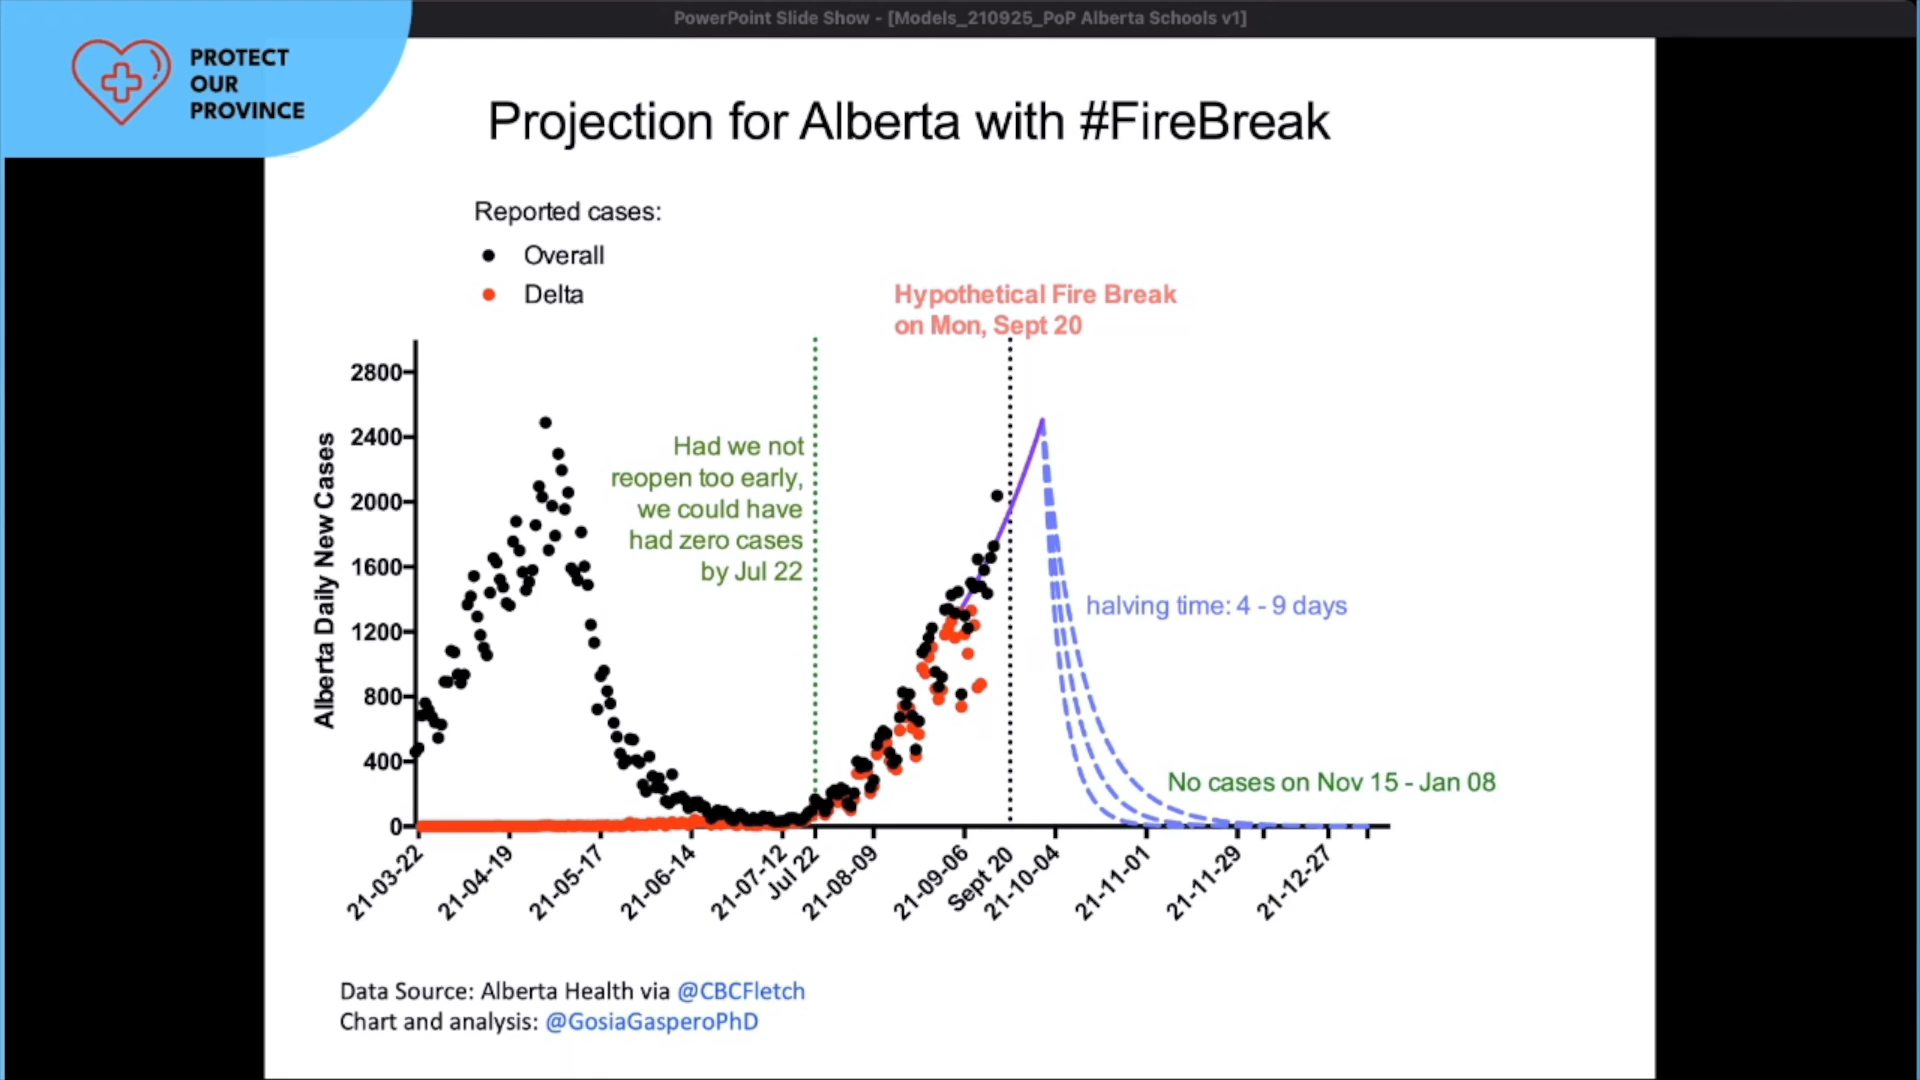 PowerPoint Slide Show - [Models_210925_PoP Alberta Schools v1]
PROTECT
OUR
PROVINCE
Projection for Alberta with #FireBreak
Reported cases:
Overall
Delta
Hypothetical Fire Break
on Mon, Sept 20
Had we not
reopen too early,
we could have
had zero cases
by Jul 22
halving time: 4 - 9 days
No cases on Nov 15 - Jan 08
Alberta Daily New Cases
2800
2400
2000
1600
1200
800
400
0
21-03-22
21-04-19
21-05-17
21-06-14
21-07-12
Jul 22
21-08-09
21-09-06
Sept 20
21-10-04
21-11-01
21-11-29
21-12-27
Data Source: Alberta Health via @CBCFletch
Chart and analysis: @GosiaGasperoPhD